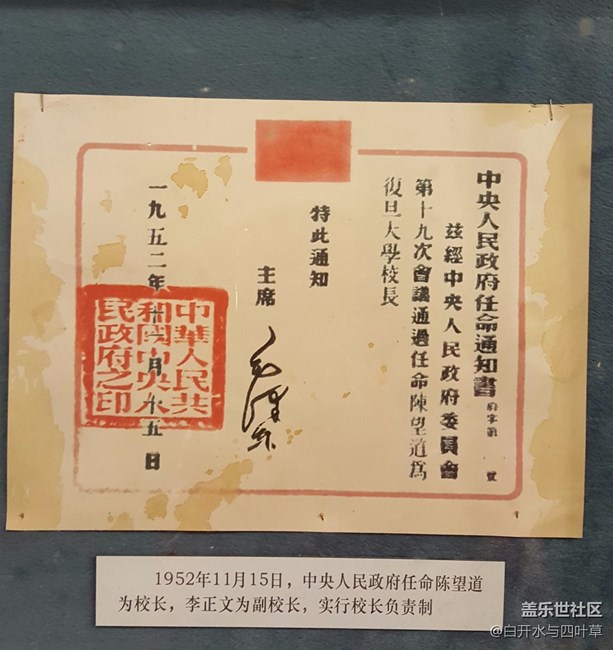 中央人民政府任命通知書 府字第 號
兹經中央人民政府委員會
第十九次會議通過任命陳望道為
復旦大學校長
特此通知
主席 毛澤东
一九五二年十一月十五日
中華人民共
和國中央人
民政府之印
1952年11月15日，中央人民政府任命陈望道
为校长，李正文为副校长，实行校长负责制
盖乐世社区
@白开水与四叶草